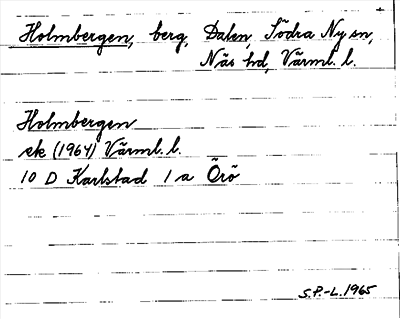 Holmbergen, berg, Dalen, Södra Ny sn,
Näs hd, Värml. l.
Holmbergen
ek (1964) Värml. l.
10 D Karlstad 1 a Örö
S.P.-L. 1965